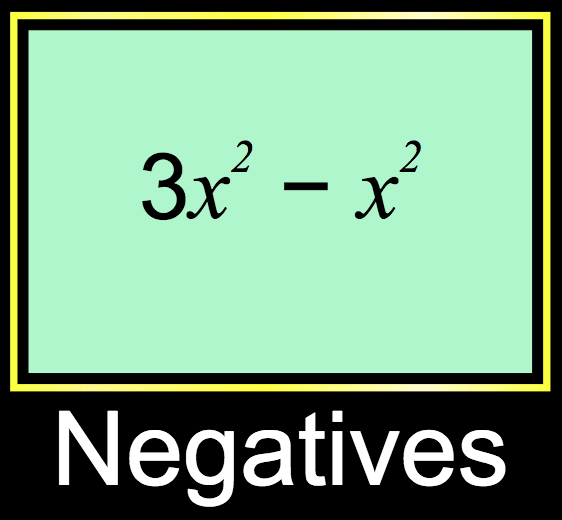 3x² − x²
Negatives